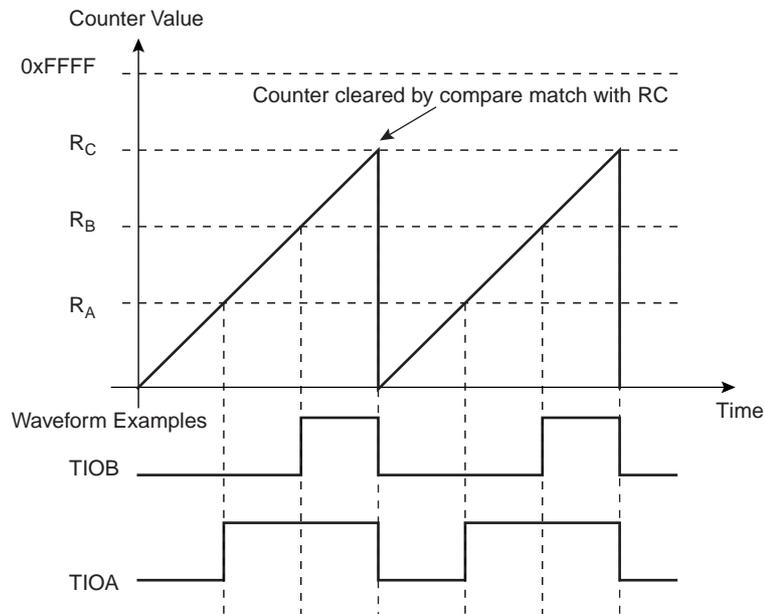 Counter Value
0xFFFF
Counter cleared by compare match with RC
RC
RB
RA
Time
Waveform Examples
TIOB
TIOA